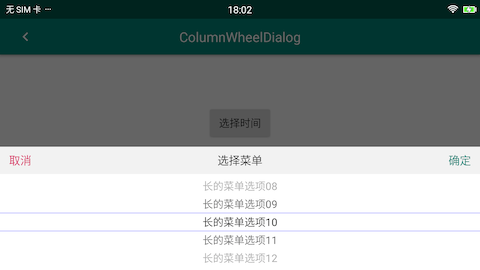 无 SIM 卡 ··· 18:02
ColumnWheelDialog
选择时间
取消 选择菜单 确定
长的菜单选项08
长的菜单选项09
长的菜单选项10
长的菜单选项11
长的菜单选项12